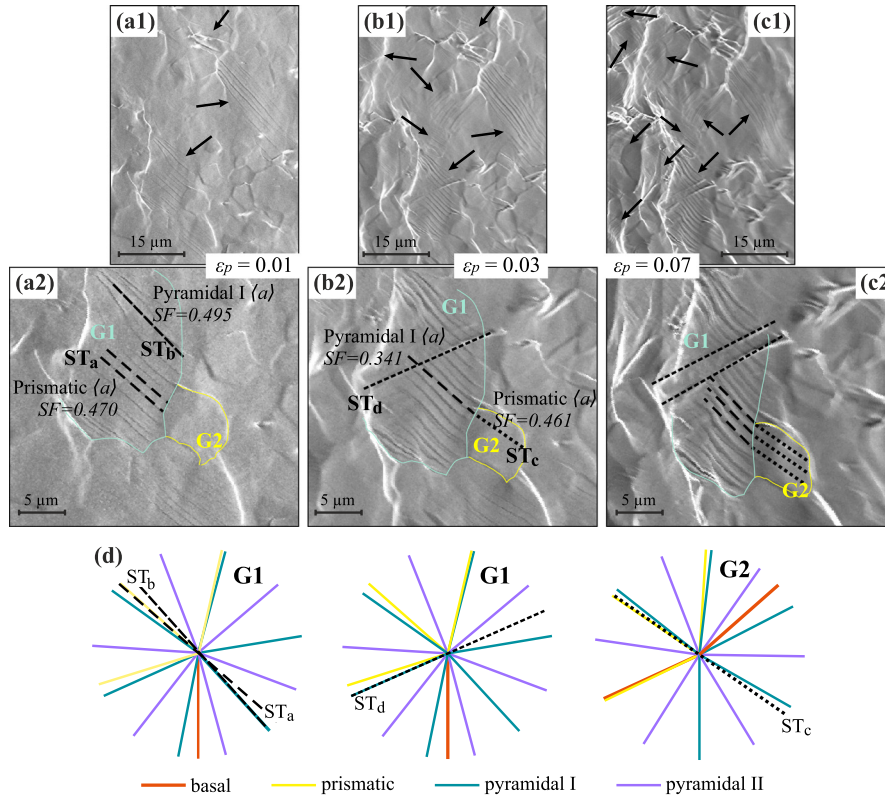 (a1)
(b1)
(c1)
15 µm
15 µm
15 µm
εp = 0.01
εp = 0.03
εp = 0.07
(a2)
Pyramidal I ⟨a⟩
SF=0.495
G1
STa
STb
Prismatic ⟨a⟩
SF=0.470
G2
5 µm
(b2)
G1
Pyramidal I ⟨a⟩
SF=0.341
Prismatic ⟨a⟩
SF=0.461
STd
G2
STc
5 µm
(c2)
G1
G2
5 µm
(d)
STb
G1
STa
G1
STd
G2
STc
basal
prismatic
pyramidal I
pyramidal II